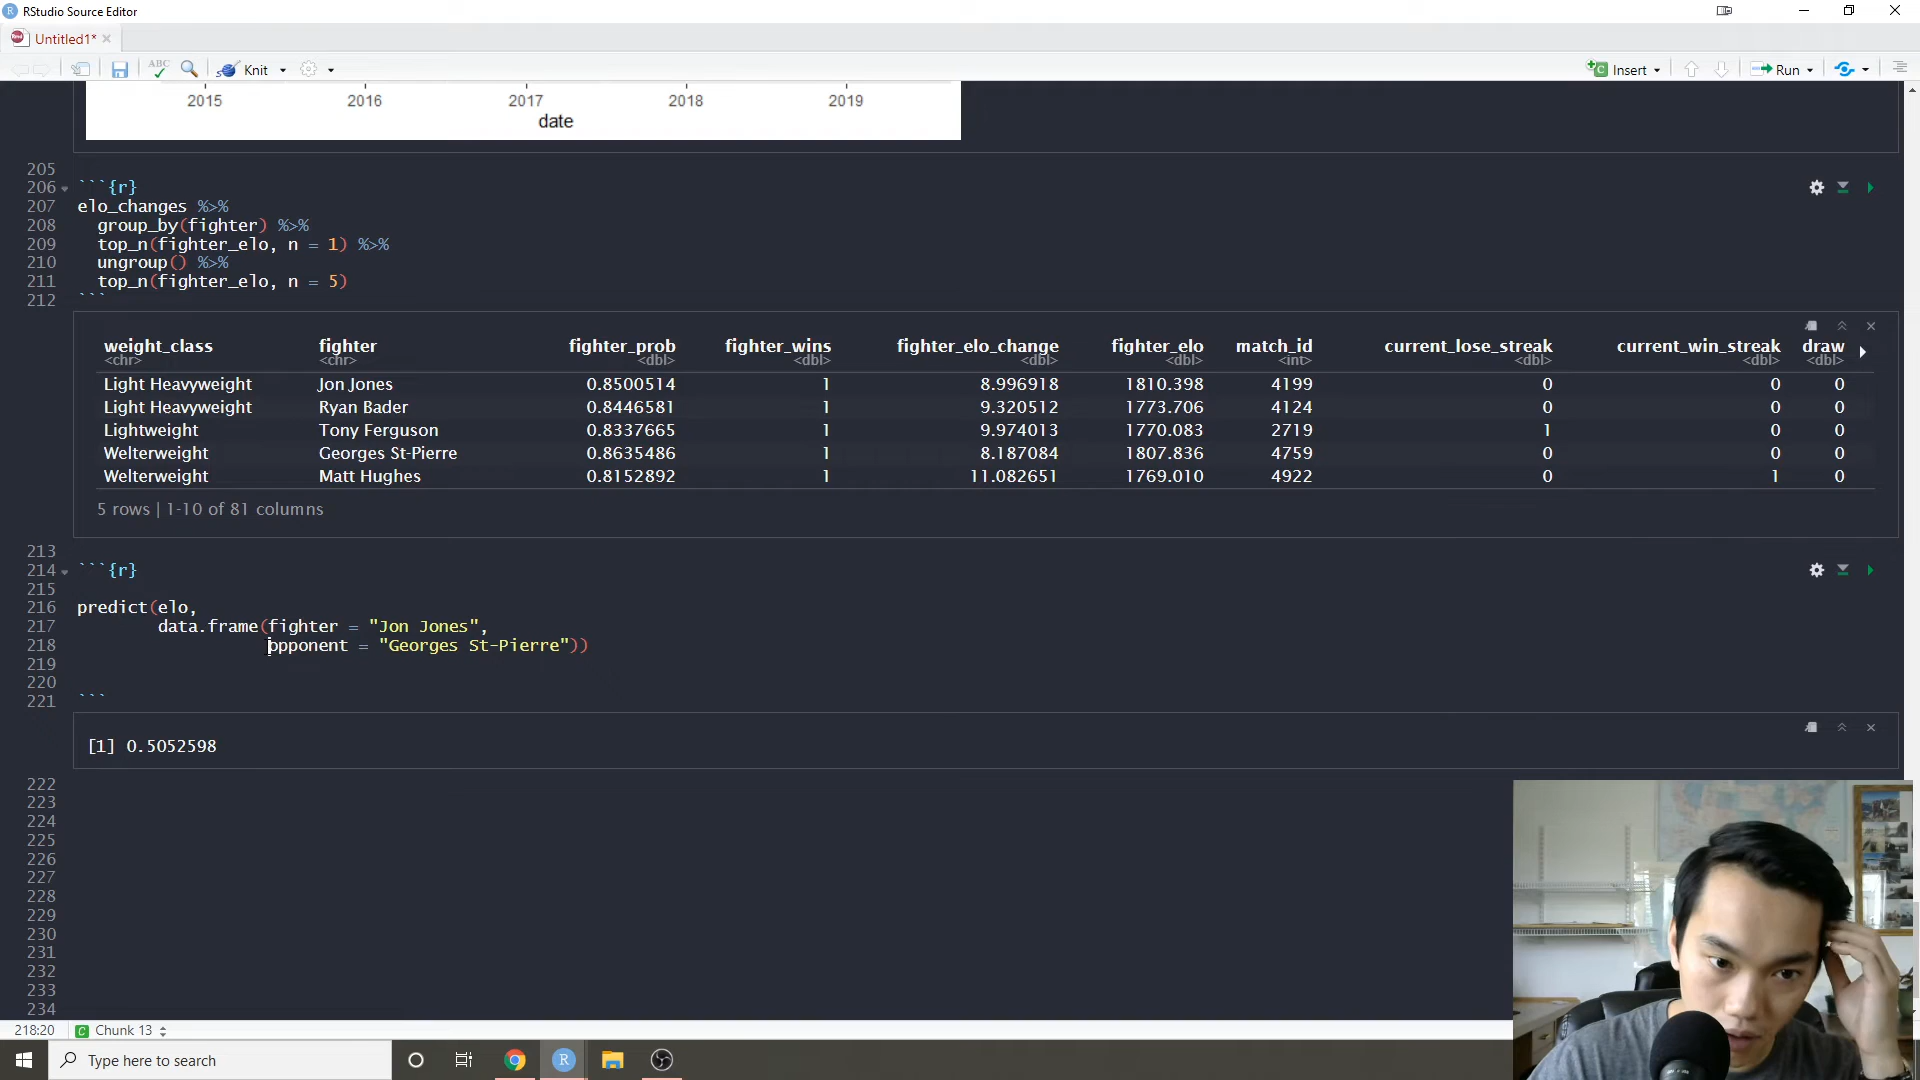 RStudio Source Editor
Untitled1*
ABC
Knit
Insert
Run
2015 2016 2017 2018 2019
date
205
206 ```{r}
207 elo_changes %>%
208 group_by(fighter) %>%
209 top_n(fighter_elo, n = 1) %>%
210 ungroup() %>%
211 top_n(fighter_elo, n = 5)
212 ```
weight_class fighter fighter_prob fighter_wins fighter_elo_change fighter_elo match_id current_lose_streak current_win_streak draw
<chr> <chr> <dbl> <dbl> <dbl> <dbl> <int> <dbl> <dbl> <dbl>
Light Heavyweight Jon Jones 0.8500514 1 8.996918 1810.398 4199 0 0 0
Light Heavyweight Ryan Bader 0.8446581 1 9.320512 1773.706 4124 0 0 0
Lightweight Tony Ferguson 0.8337665 1 9.974013 1770.083 2719 1 0 0
Welterweight Georges St-Pierre 0.8635486 1 8.187084 1807.836 4759 0 0 0
Welterweight Matt Hughes 0.8152892 1 11.082651 1769.010 4922 0 1 0
5 rows | 1-10 of 81 columns
213
214 ```{r}
215
216 predict(elo,
217 data.frame(fighter = "Jon Jones",
218 opponent = "Georges St-Pierre"))
219
220
221 ```
[1] 0.5052598
222
223
224
225
226
227
228
229
230
231
232
233
234
218:20 C Chunk 13
Type here to search
R